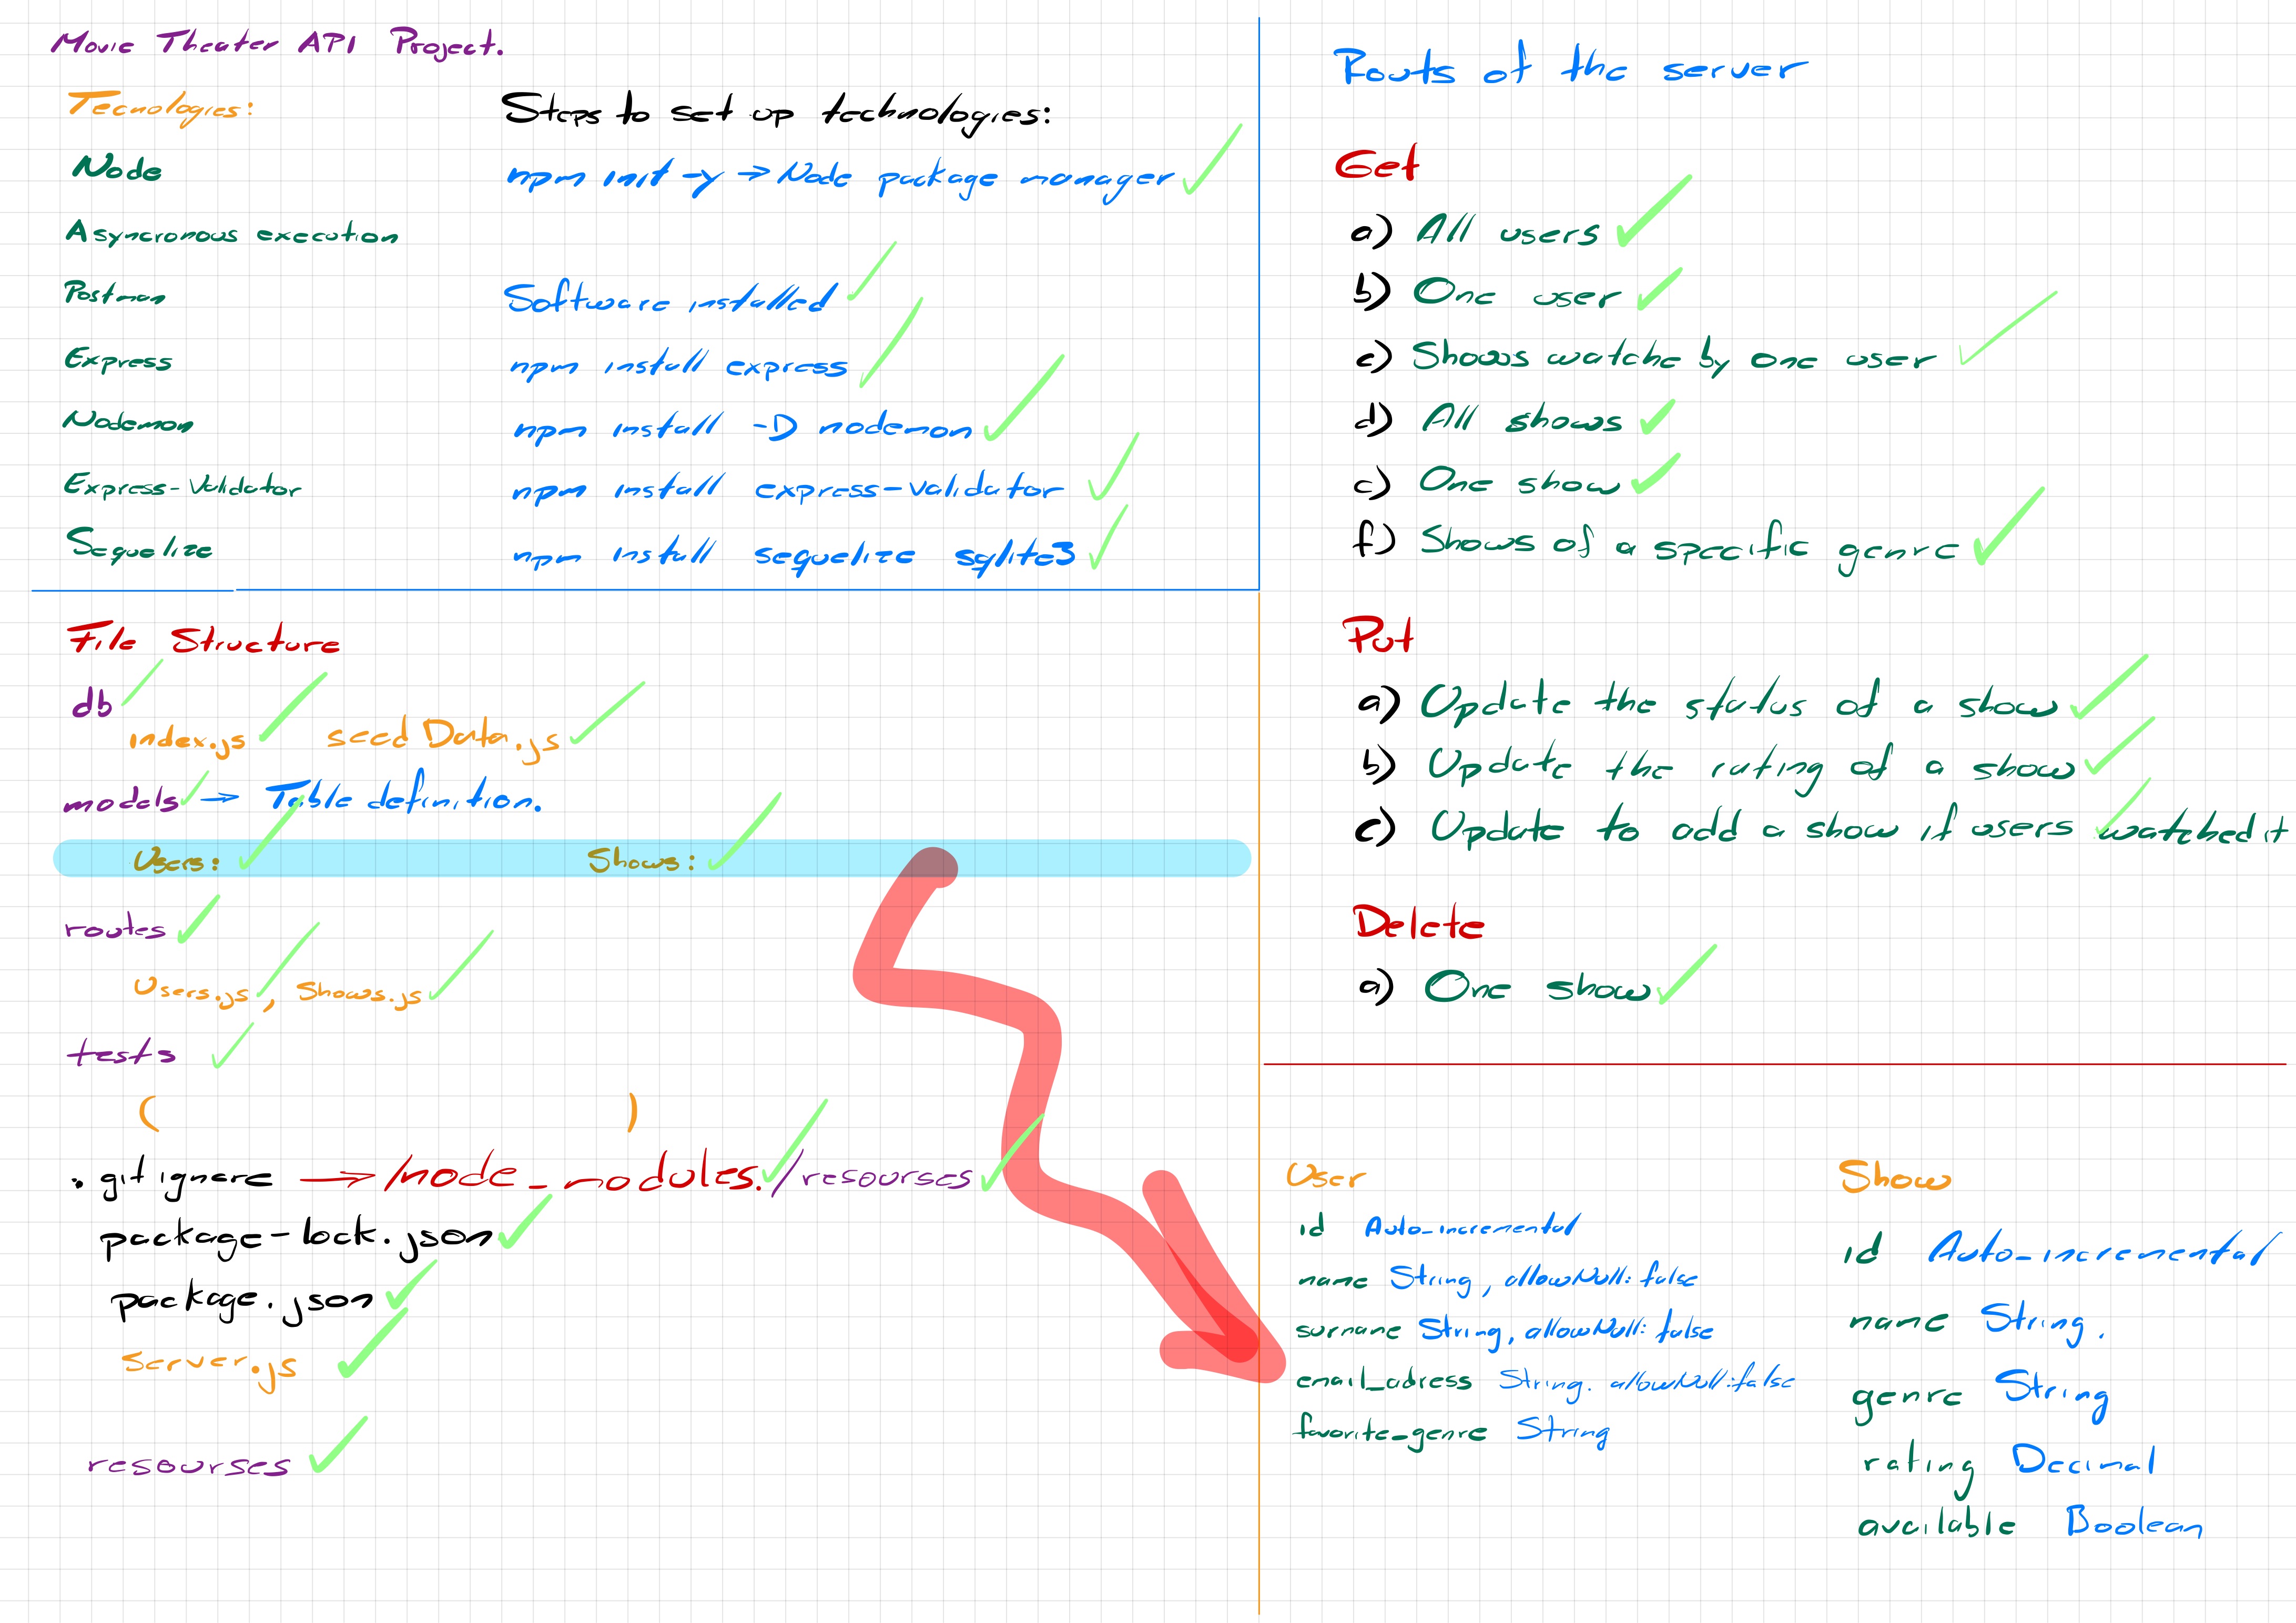 Movie Theater API Project.
Tecnologies:
Steps to set up technologies:
Node
npm init -y → Node package manager ✓
Asyncronous execution
Postman
Software installed ✓
Express
npm install express ✓
Nodemon
npm install -D nodemon ✓
Express-Validator
npm install express-validator ✓
Sequelize
npm install sequelize sqlite3 ✓
File Structure
db ✓
index.js ✓ seed Data.js ✓
models ✓ → Table definition.
Users: ✓ Shows: ✓
routes ✓
Users.js ✓, Shows.js ✓
tests ✓
( )
. git ignore → /node_modules. ✓ /resourses ✓
package-lock.json ✓
package.json ✓
server.js ✓
resourses ✓
Routs of the server
Get
a) All users ✓
b) One user ✓
c) Shows watche by one user ✓
d) All shows ✓
e) One show ✓
f) Shows of a specific genre ✓
Put
a) Update the status of a show ✓
b) Update the rating of a show ✓
c) Update to add a show if users watched it ✓
Delete
a) One show ✓
User
id Auto-incremental
name String, allowNull: false
surname String, allowNull: false
email_adress String. allowNull: false
favorite_genre String
Show
id Auto-incremental
name String.
genre String
rating Decimal
available Boolean